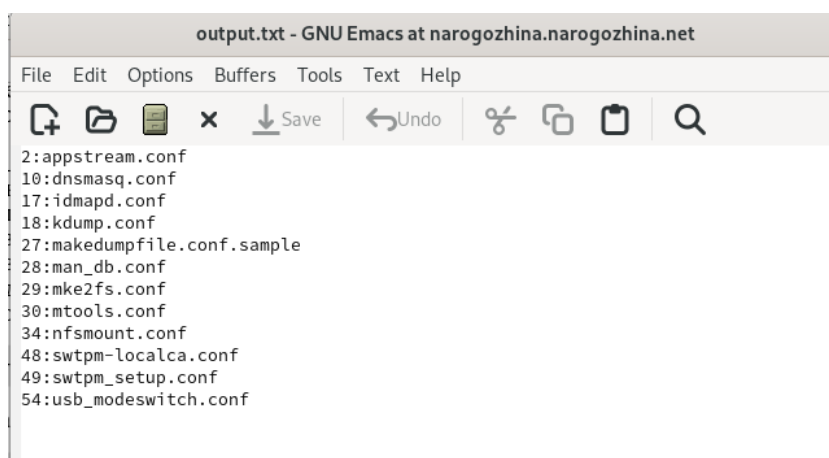 output.txt - GNU Emacs at narogozhina.narogozhina.net
File Edit Options Buffers Tools Text Help
Save Undo
2:appstream.conf
10:dnsmasq.conf
17:idmapd.conf
18:kdump.conf
27:makedumpfile.conf.sample
28:man_db.conf
29:mke2fs.conf
30:mtools.conf
34:nfsmount.conf
48:swtpm-localca.conf
49:swtpm_setup.conf
54:usb_modeswitch.conf